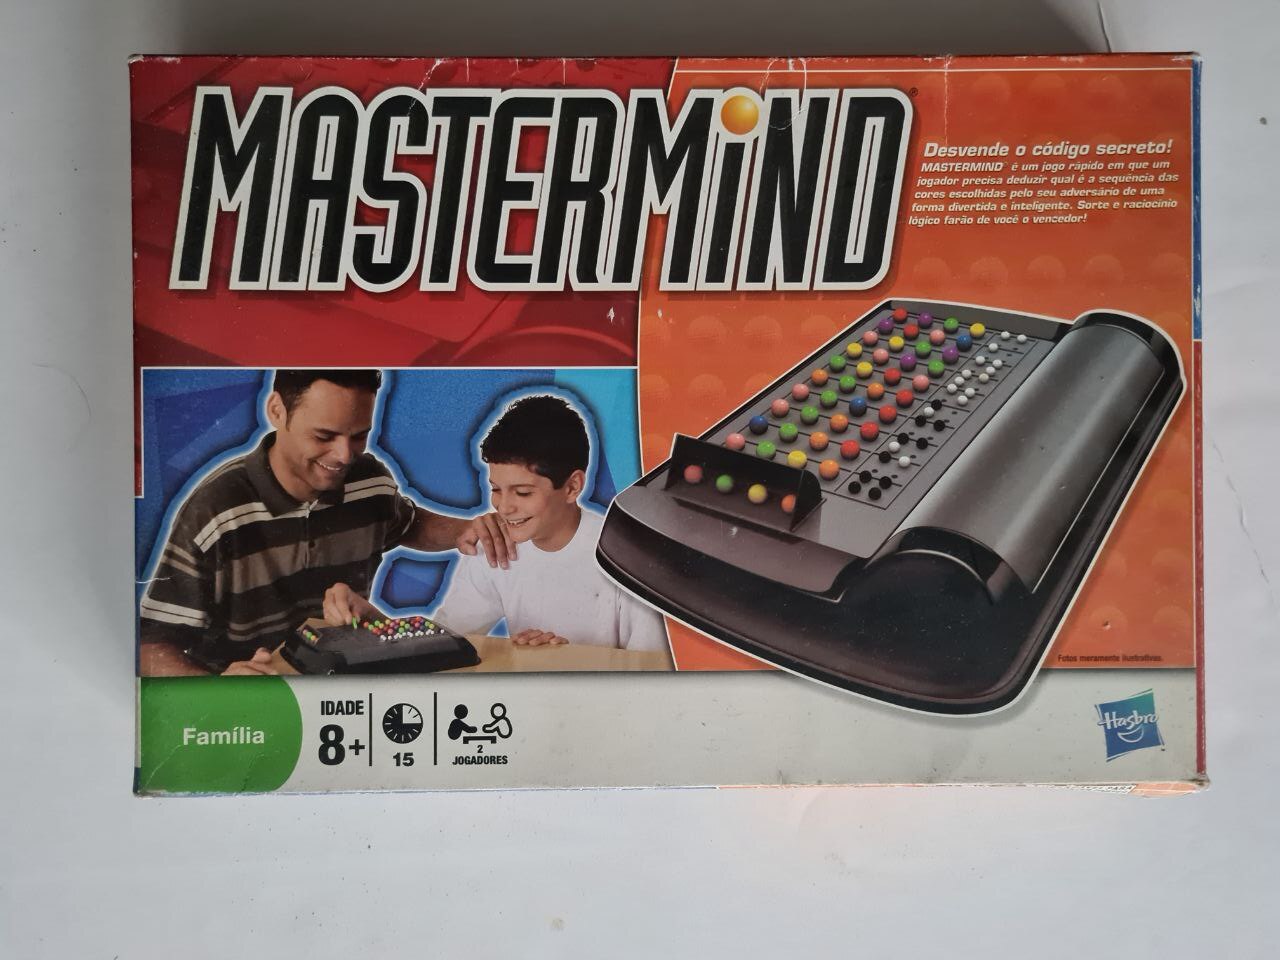 MASTERMiND®
Desvende o código secreto!
MASTERMIND® é um jogo rápido em que um
jogador precisa deduzir qual é a sequência das
cores escolhidas pelo seu adversário de uma
forma divertida e inteligente. Sorte e raciocínio
lógico farão de você o vencedor!
Fotos meramente ilustrativas.
Família
IDADE
8+
15
2
JOGADORES
Hasbro